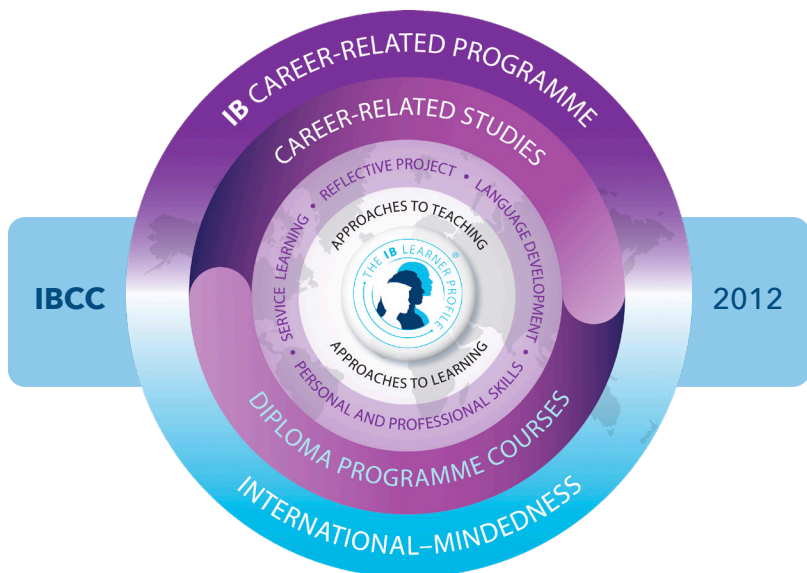 IB CAREER-RELATED PROGRAMME
CAREER-RELATED STUDIES
SERVICE LEARNING • REFLECTIVE PROJECT • LANGUAGE DEVELOPMENT • PERSONAL AND PROFESSIONAL SKILLS •
APPROACHES TO TEACHING
THE IB LEARNER PROFILE ®
APPROACHES TO LEARNING
DIPLOMA PROGRAMME COURSES
INTERNATIONAL–MINDEDNESS
IBCC
2012